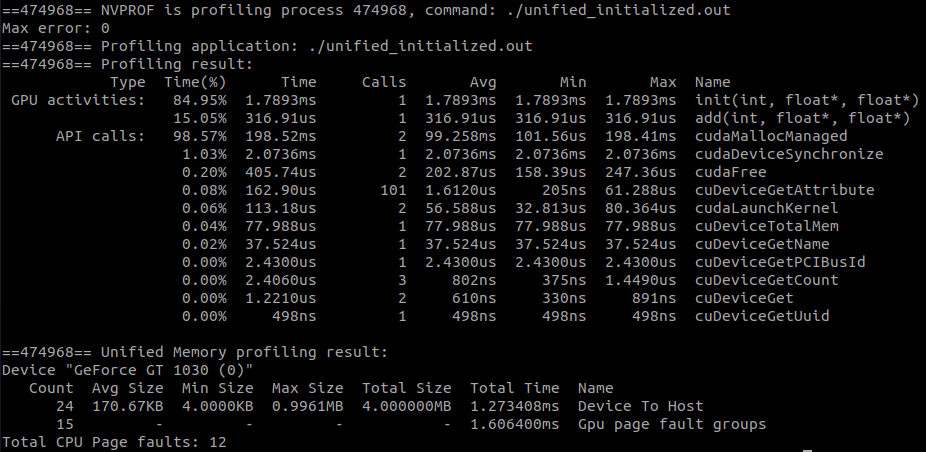 ==474968== NVPROF is profiling process 474968, command: ./unified_initialized.out
Max error: 0
==474968== Profiling application: ./unified_initialized.out
==474968== Profiling result:
            Type  Time(%)      Time     Calls       Avg       Min       Max  Name
 GPU activities:   84.95%  1.7893ms         1  1.7893ms  1.7893ms  1.7893ms  init(int, float*, float*)
                   15.05%  316.91us         1  316.91us  316.91us  316.91us  add(int, float*, float*)
      API calls:   98.57%  198.52ms         2  99.258ms  101.56us  198.41ms  cudaMallocManaged
                    1.03%  2.0736ms         1  2.0736ms  2.0736ms  2.0736ms  cudaDeviceSynchronize
                    0.20%  405.74us         2  202.87us  158.39us  247.36us  cudaFree
                    0.08%  162.90us       101  1.6120us     205ns  61.288us  cuDeviceGetAttribute
                    0.06%  113.18us         2  56.588us  32.813us  80.364us  cudaLaunchKernel
                    0.04%  77.988us         1  77.988us  77.988us  77.988us  cuDeviceTotalMem
                    0.02%  37.524us         1  37.524us  37.524us  37.524us  cuDeviceGetName
                    0.00%  2.4300us         1  2.4300us  2.4300us  2.4300us  cuDeviceGetPCIBusId
                    0.00%  2.4060us         3     802ns     375ns  1.4490us  cuDeviceGetCount
                    0.00%  1.2210us         2     610ns     330ns     891ns  cuDeviceGet
                    0.00%     498ns         1     498ns     498ns     498ns  cuDeviceGetUuid
==474968== Unified Memory profiling result:
Device "GeForce GT 1030 (0)"
   Count  Avg Size  Min Size  Max Size  Total Size  Total Time  Name
      24  170.67KB  4.0000KB  0.9961MB  4.000000MB  1.273408ms  Device To Host
      15         -         -         -           -  1.606400ms  Gpu page fault groups
Total CPU Page faults: 12